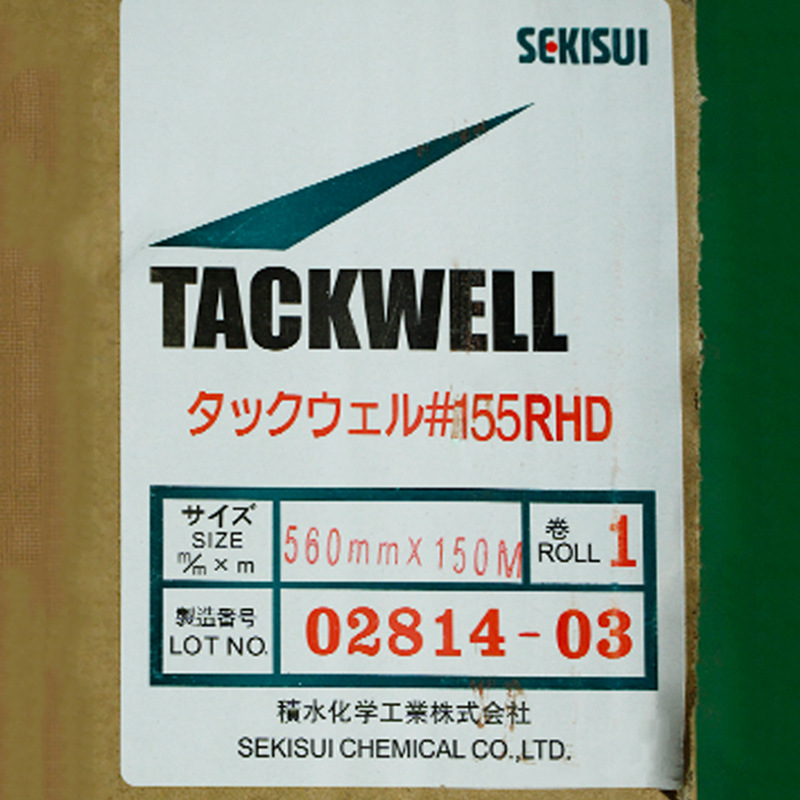 SEKISUI
TACKWELL
タックウェル#155RHD
サイズ
SIZE
m/m × m
560mm×150M
巻
ROLL 1
製造番号
LOT NO.
02814-03
積水化学工業株式会社
SEKISUI CHEMICAL CO.,LTD.